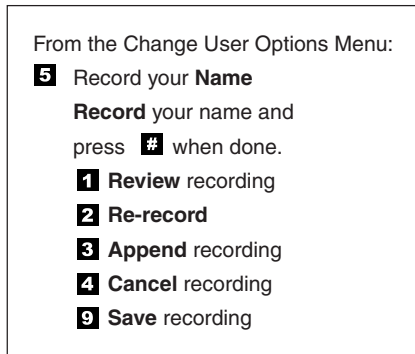 From the Change User Options Menu:
5 Record your Name
Record your name and
press # when done.
1 Review recording
2 Re-record
3 Append recording
4 Cancel recording
9 Save recording